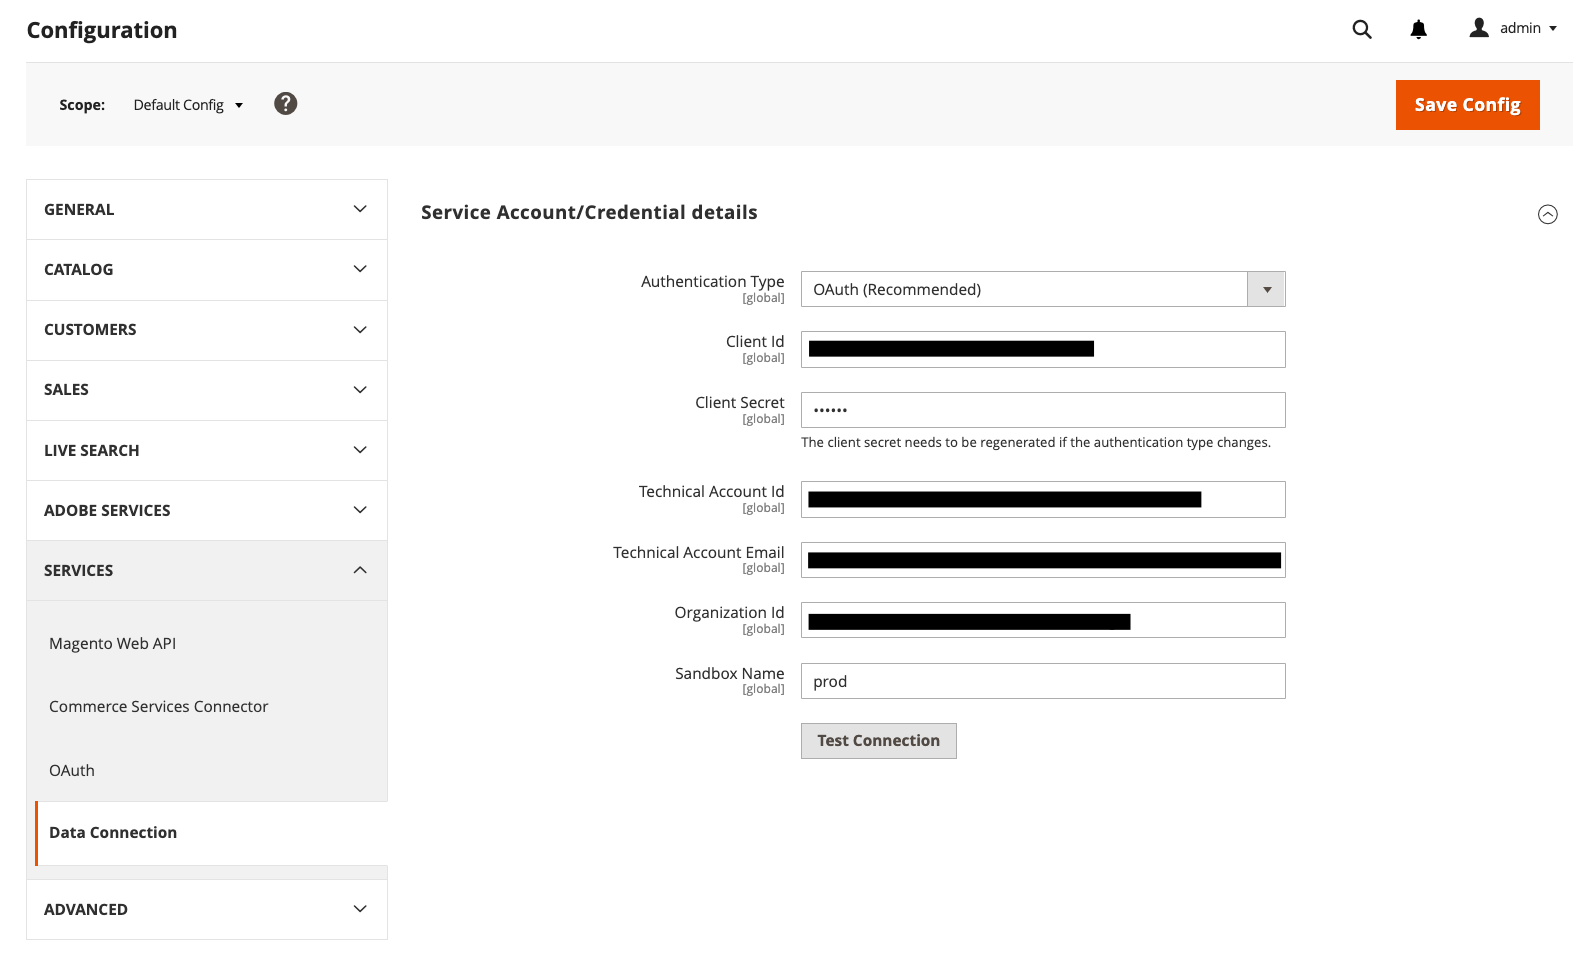 Configuration
admin
Scope:
Default Config
?
Save Config
GENERAL
CATALOG
CUSTOMERS
SALES
LIVE SEARCH
ADOBE SERVICES
SERVICES
Magento Web API
Commerce Services Connector
OAuth
Data Connection
ADVANCED
Service Account/Credential details
Authentication Type
[global]
OAuth (Recommended)
Client Id
[global]
Client Secret
[global]
••••••
The client secret needs to be regenerated if the authentication type changes.
Technical Account Id
[global]
Technical Account Email
[global]
Organization Id
[global]
Sandbox Name
[global]
prod
Test Connection